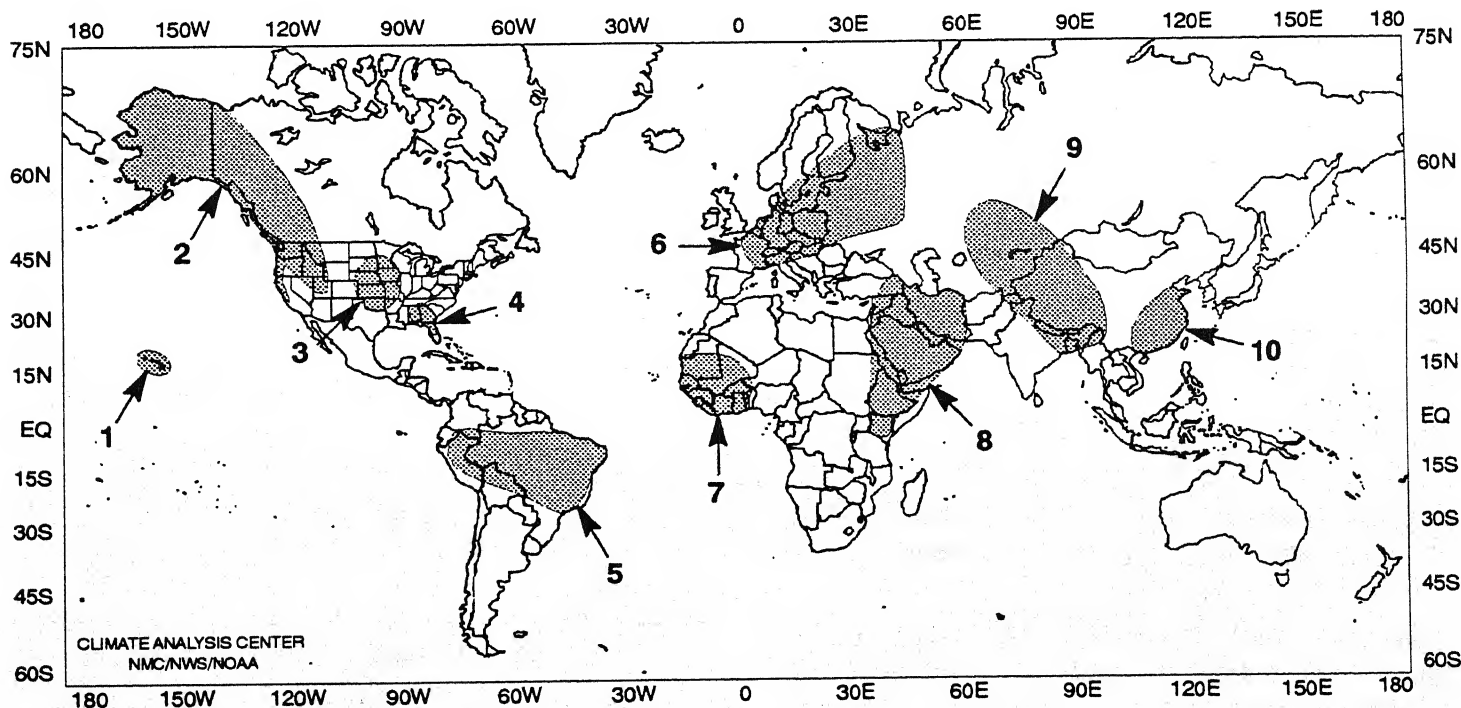 180 150W 120W 90W 60W 30W 0 30E 60E 90E 120E 150E 180
75N 75N
60N 60N
9
2 6
45N 45N
4
30N 30N
3 10
15N 15N
1 8
EQ EQ
7
15S 15S
30S 30S
5
45S 45S
CLIMATE ANALYSIS CENTER
NMC/NWS/NOAA
60S 60S
180 150W 120W 90W 60W 30W 0 30E 60E 90E 120E 150E 180